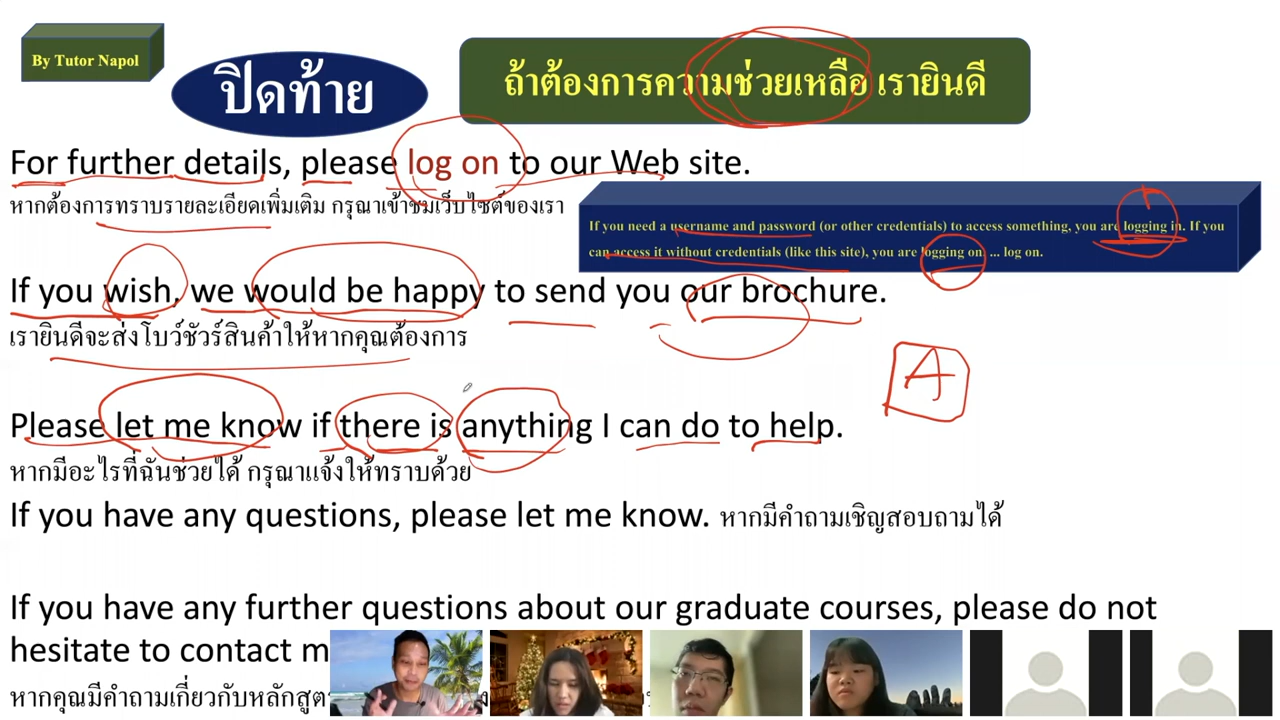 By Tutor Napol
ปิดท้าย
ถ้าต้องการความช่วยเหลือ เรายินดี
For further details, please log on to our Web site.
หากต้องการทราบรายละเอียดเพิ่มเติม กรุณาเข้าชมเว็บไซต์ของเรา
If you need a username and password (or other credentials) to access something, you are logging in. If you
can access it without credentials (like this site), you are logging on. ... log on.
If you wish, we would be happy to send you our brochure.
เรายินดีจะส่งโบว์ชัวร์สินค้าให้หากคุณต้องการ
A
Please let me know if there is anything I can do to help.
หากมีอะไรที่ฉันช่วยได้ กรุณาแจ้งให้ทราบด้วย
If you have any questions, please let me know. หากมีคำถามเชิญสอบถามได้
If you have any further questions about our graduate courses, please do not
hesitate to contact m
หากคุณมีคำถามเกี่ยวกับหลักสูตร